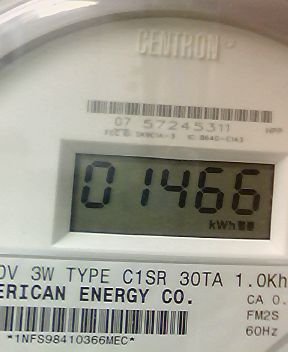 CENTRON
07 57245311
NPP
01466
kWh
0V 3W TYPE C1SR 30TA 1.0Kh
ERICAN ENERGY CO.
CA 0.
FM2S
60Hz
*1NFS98410366MEC*